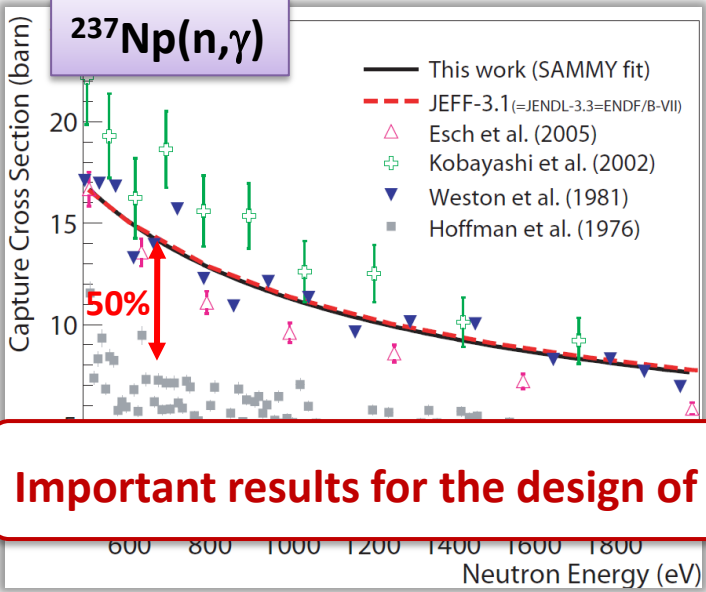 ²³⁷Np(n,γ)
Capture Cross Section (barn)
This work (SAMMY fit)
JEFF-3.1(=JENDL-3.3=ENDF/B-VII)
Esch et al. (2005)
Kobayashi et al. (2002)
Weston et al. (1981)
Hoffman et al. (1976)
20
15
10
50%
Important results for the design of
600 800 1000 1200 1400 1600 1800
Neutron Energy (eV)